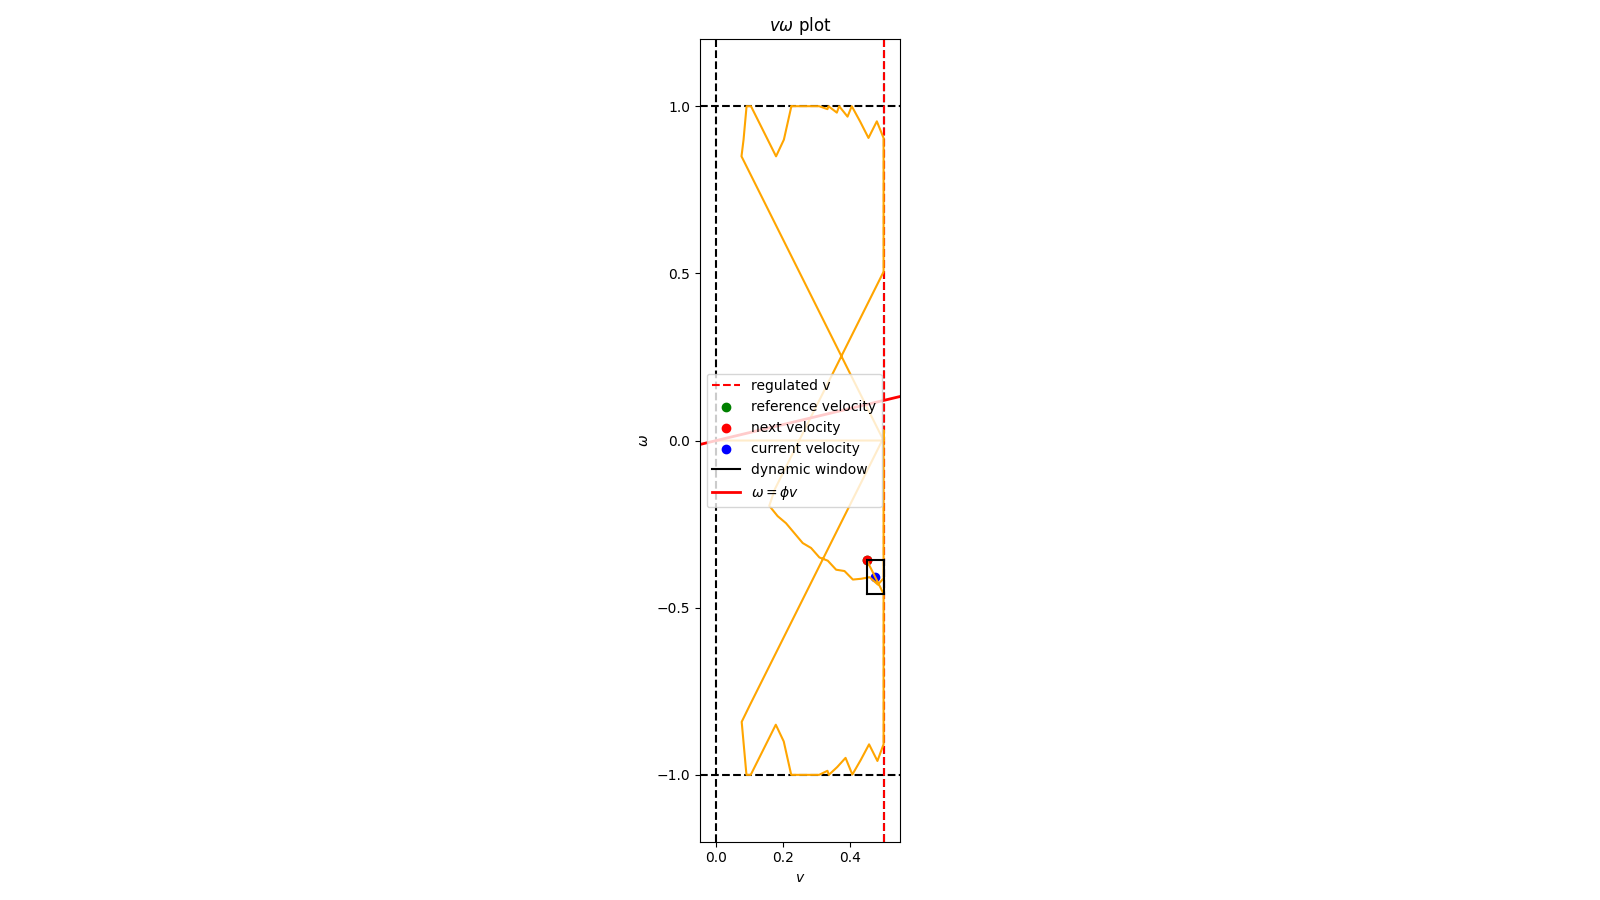 vω plot
1.0
0.5
0.0
−0.5
−1.0
ω
regulated v
reference velocity
next velocity
current velocity
dynamic window
ω = ϕv
0.0 0.2 0.4
v